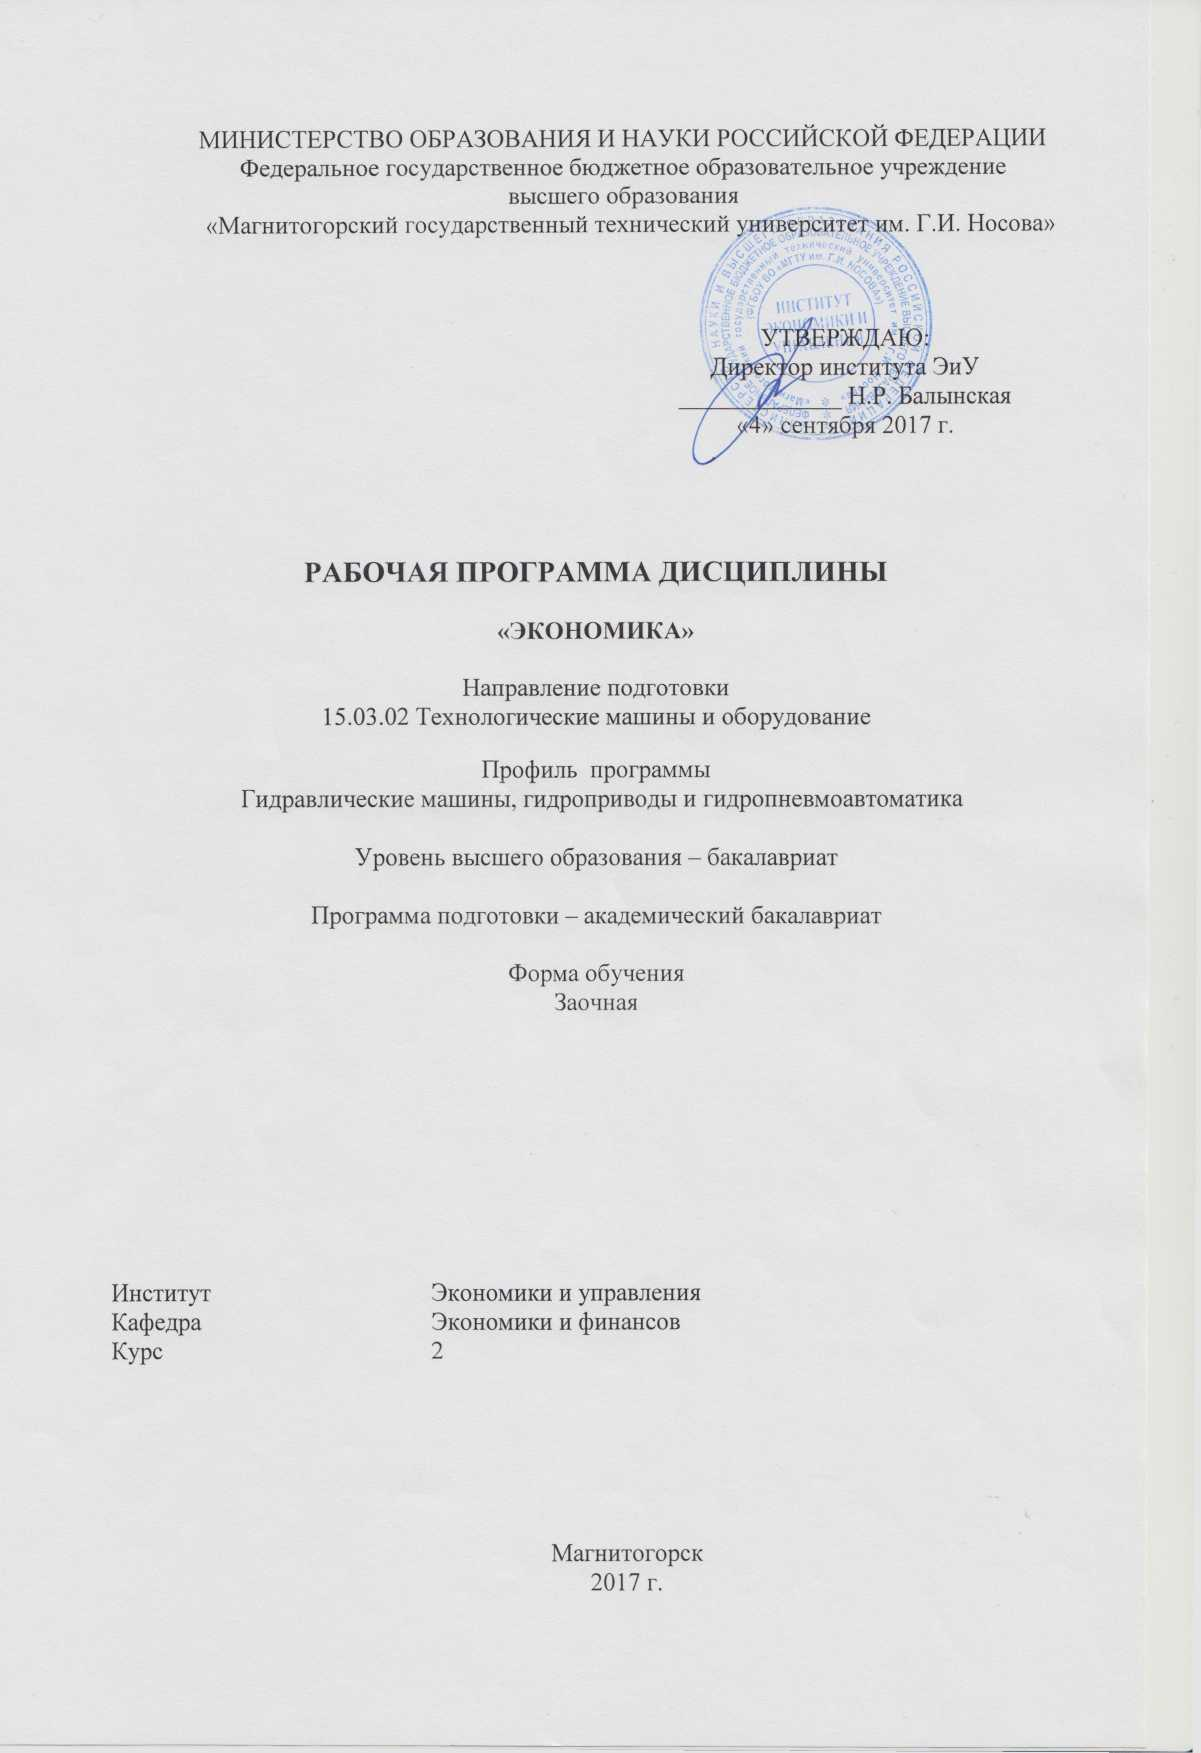 МИНИСТЕРСТВО ОБРАЗОВАНИЯ И НАУКИ РОССИЙСКОЙ ФЕДЕРАЦИИ
Федеральное государственное бюджетное образовательное учреждение
высшего образования
«Магнитогорский государственный технический университет им. Г.И. Носова»
ИНСТИТУТ
ЭКОНОМИКИ И
УТВЕРЖДАЮ:
Директор института ЭиУ
Н.Р. Балынская
«4» сентября 2017 г.
РАБОЧАЯ ПРОГРАММА ДИСЦИПЛИНЫ
«ЭКОНОМИКА»
Направление подготовки
15.03.02 Технологические машины и оборудование
Профиль программы
Гидравлические машины, гидроприводы и гидропневмоавтоматика
Уровень высшего образования – бакалавриат
Программа подготовки – академический бакалавриат
Форма обучения
Заочная
Институт Экономики и управления
Кафедра Экономики и финансов
Курс 2
Магнитогорск
2017 г.